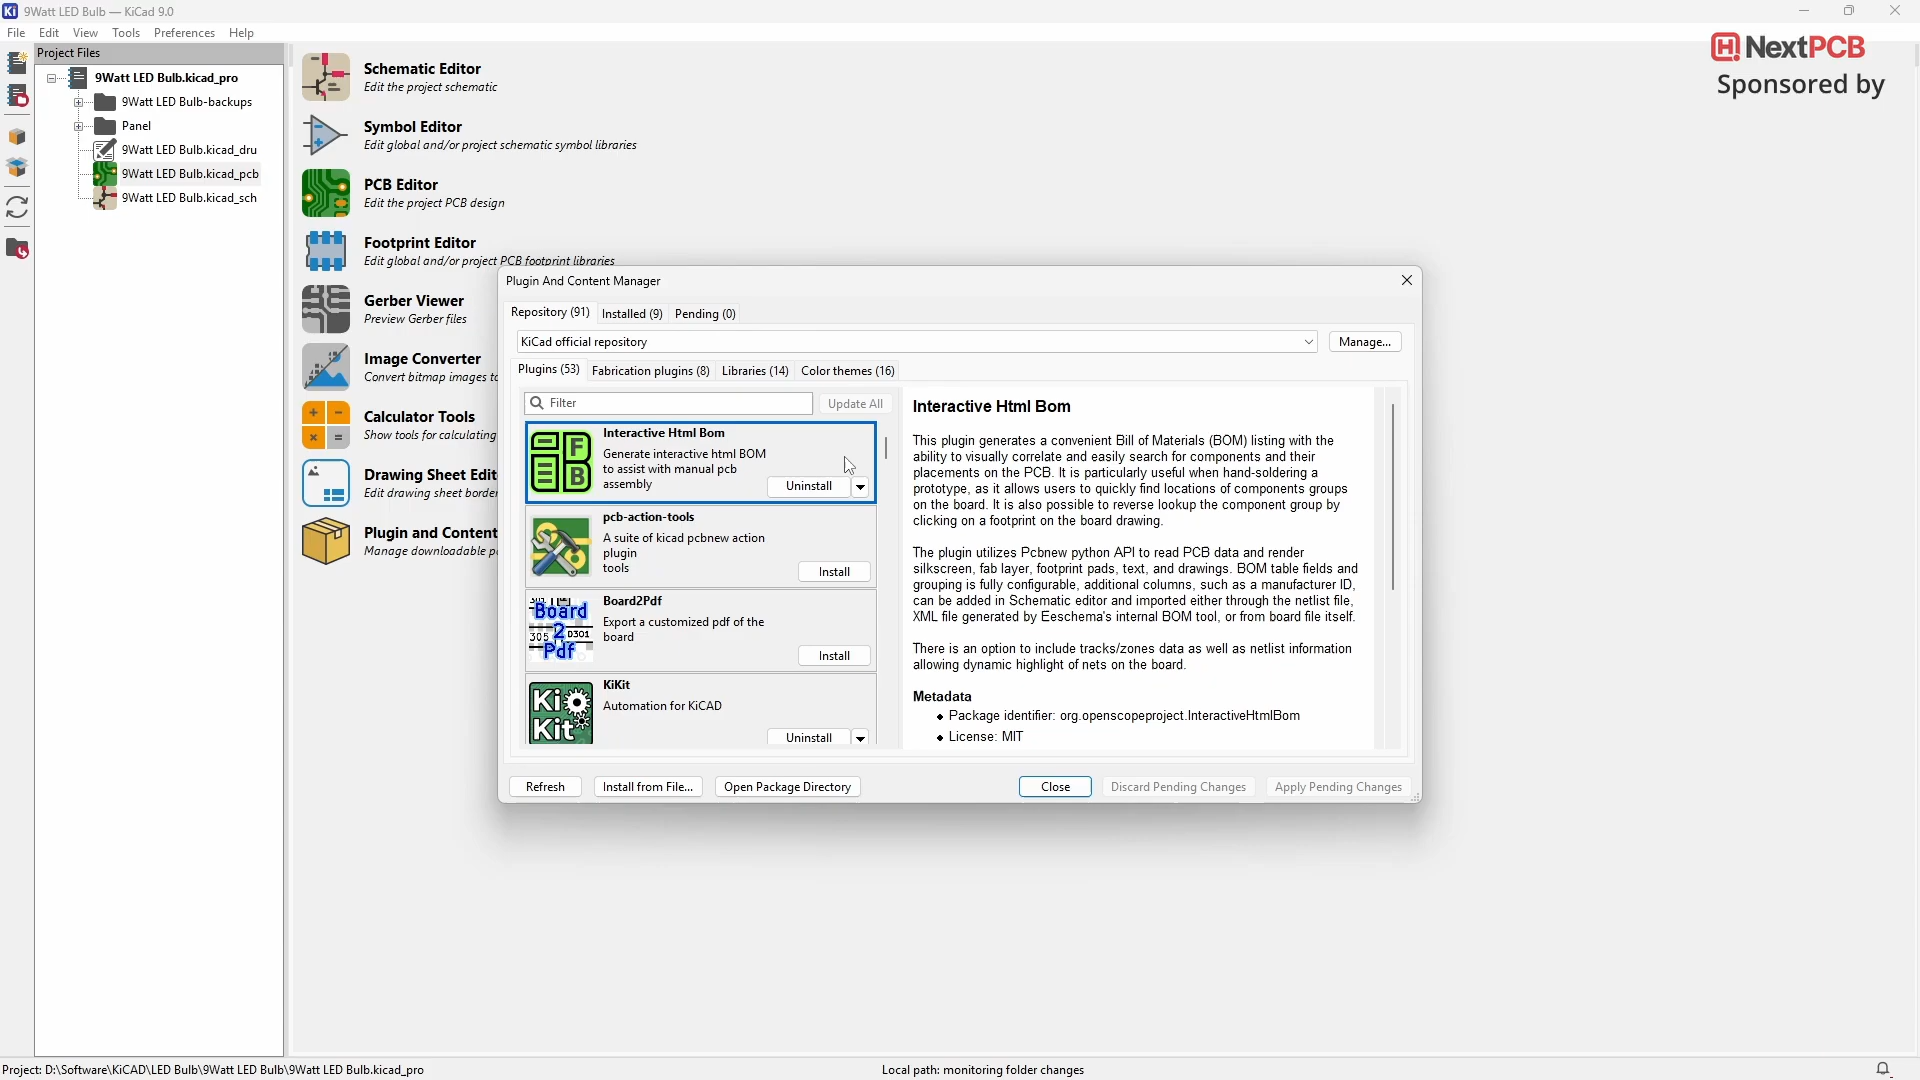 9Watt LED Bulb — KiCad 9.0
File Edit View Tools Preferences Help
NextPCB
Sponsored by
Project Files
9Watt LED Bulb.kicad_pro
9Watt LED Bulb-backups
Panel
9Watt LED Bulb.kicad_dru
9Watt LED Bulb.kicad_pcb
9Watt LED Bulb.kicad_sch
Schematic Editor
Edit the project schematic
Symbol Editor
Edit global and/or project schematic symbol libraries
PCB Editor
Edit the project PCB design
Footprint Editor
Edit global and/or project PCB footprint libraries
Gerber Viewer
Preview Gerber files
Image Converter
Convert bitmap images to
Calculator Tools
Show tools for calculating
Drawing Sheet Edit
Edit drawing sheet border
Plugin and Content
Manage downloadable p
Plugin And Content Manager
Repository (91) Installed (9) Pending (0)
KiCad official repository
Manage...
Plugins (53) Fabrication plugins (8) Libraries (14) Color themes (16)
Filter
Update All
Interactive Html Bom
Generate interactive html BOM
to assist with manual pcb
assembly
Uninstall
pcb-action-tools
A suite of kicad pcbnew action
plugin
tools
Install
Board
2
Pdf
Board2Pdf
Export a customized pdf of the
board
Install
Ki
Kit
KiKit
Automation for KiCAD
Uninstall
Interactive Html Bom
This plugin generates a convenient Bill of Materials (BOM) listing with the
ability to visually correlate and easily search for components and their
placements on the PCB. It is particularly useful when hand-soldering a
prototype, as it allows users to quickly find locations of components groups
on the board. It is also possible to reverse lookup the component group by
clicking on a footprint on the board drawing.
The plugin utilizes Pcbnew python API to read PCB data and render
silkscreen, fab layer, footprint pads, text, and drawings. BOM table fields and
grouping is fully configurable, additional columns, such as a manufacturer ID,
can be added in Schematic editor and imported either through the netlist file,
XML file generated by Eeschema's internal BOM tool, or from board file itself.
There is an option to include tracks/zones data as well as netlist information
allowing dynamic highlight of nets on the board.
Metadata
Package identifier: org.openscopeproject.InteractiveHtmlBom
License: MIT
Refresh Install from File... Open Package Directory Close Discard Pending Changes Apply Pending Changes
Project: D:\Software\KiCAD\LED Bulb\9Watt LED Bulb\9Watt LED Bulb.kicad_pro
Local path: monitoring folder changes